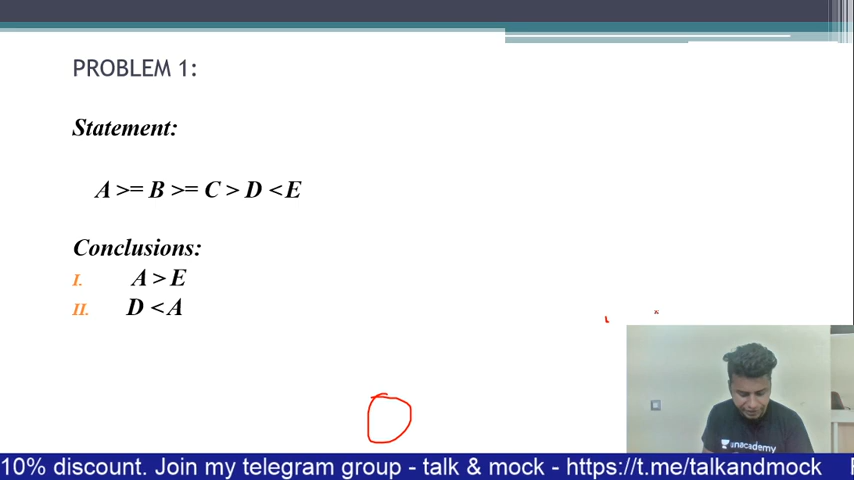 PROBLEM 1:
Statement:
A >= B >= C > D < E
Conclusions:
I. A > E
II. D < A
unacademy
10% discount. Join my telegram group - talk & mock - https://t.me/talkandmock